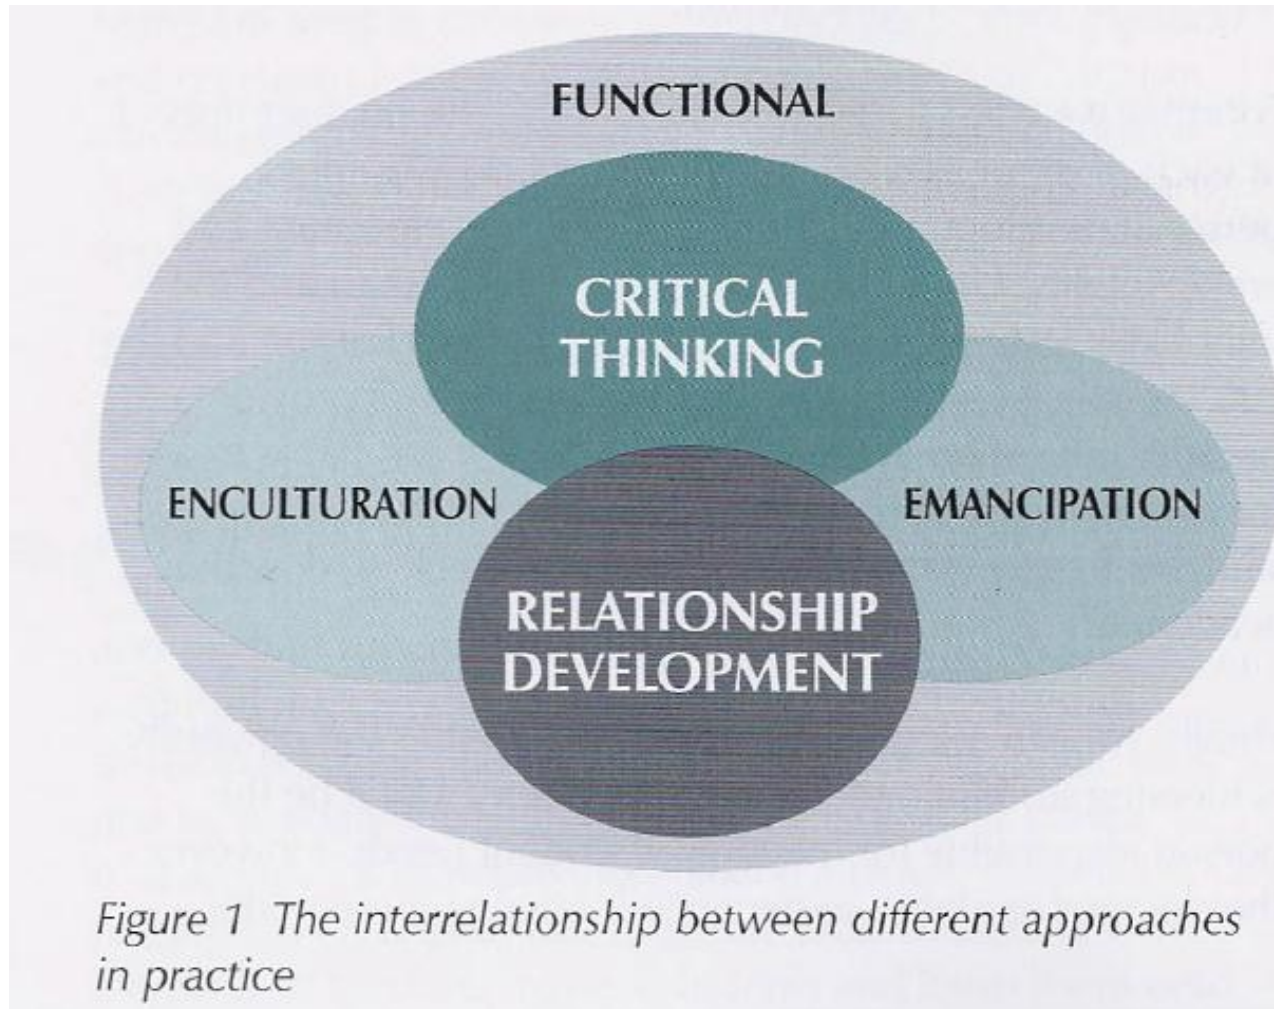 FUNCTIONAL
CRITICAL
THINKING
ENCULTURATION
EMANCIPATION
RELATIONSHIP
DEVELOPMENT
Figure 1 The interrelationship between different approaches
in practice